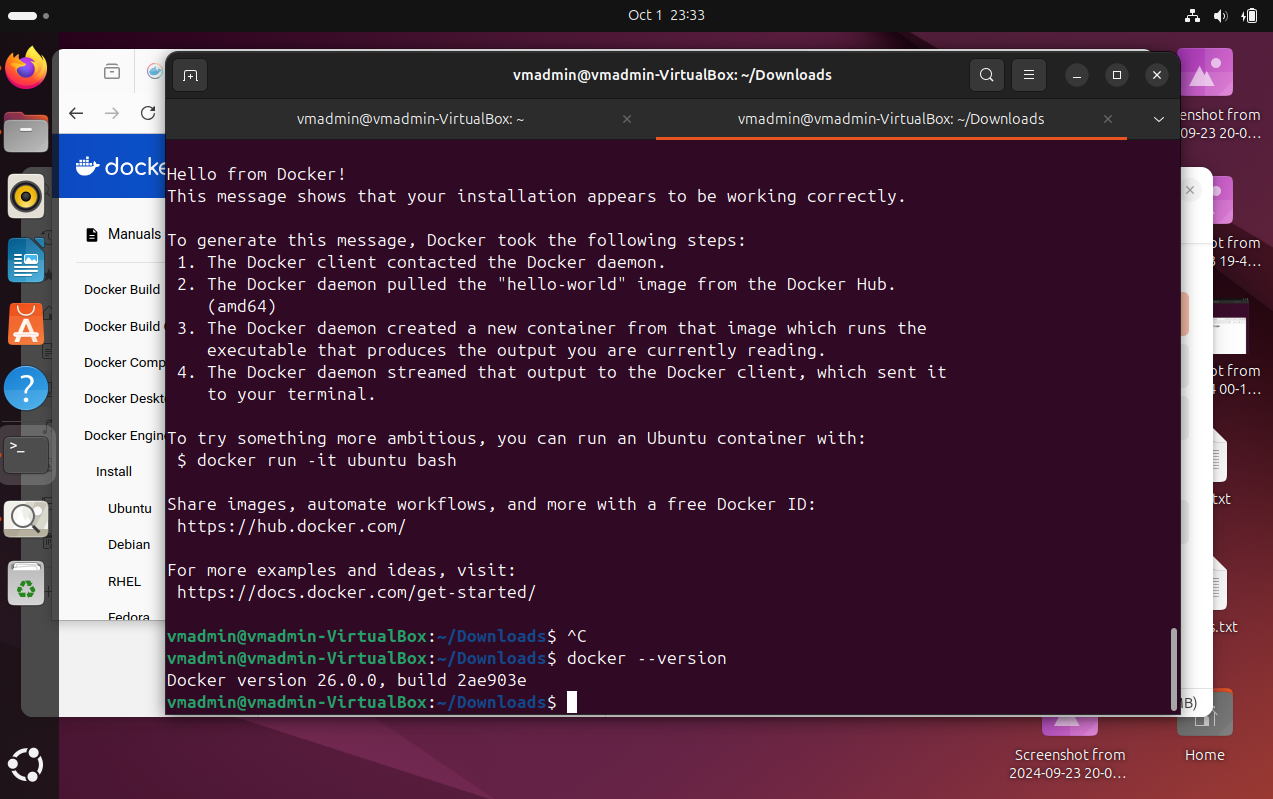 Oct 1 23:33
vmadmin@vmadmin-VirtualBox: ~/Downloads
vmadmin@vmadmin-VirtualBox: ~
vmadmin@vmadmin-VirtualBox: ~/Downloads
Manuals
Docker Build
Docker Build
Docker Comp
Docker Deskt
Docker Engin
Install
Ubuntu
Debian
RHEL
Fedora
Hello from Docker!
This message shows that your installation appears to be working correctly.
To generate this message, Docker took the following steps:
1. The Docker client contacted the Docker daemon.
2. The Docker daemon pulled the "hello-world" image from the Docker Hub.
(amd64)
3. The Docker daemon created a new container from that image which runs the
executable that produces the output you are currently reading.
4. The Docker daemon streamed that output to the Docker client, which sent it
to your terminal.
To try something more ambitious, you can run an Ubuntu container with:
$ docker run -it ubuntu bash
Share images, automate workflows, and more with a free Docker ID:
https://hub.docker.com/
For more examples and ideas, visit:
https://docs.docker.com/get-started/
vmadmin@vmadmin-VirtualBox:~/Downloads$ ^C
vmadmin@vmadmin-VirtualBox:~/Downloads$ docker --version
Docker version 26.0.0, build 2ae903e
vmadmin@vmadmin-VirtualBox:~/Downloads$
enshot from
09-23 20-0…
ot from
3 19-4…
ot from
4 00-1…
txt
s.txt
MB)
Screenshot from
2024-09-23 20-0…
Home